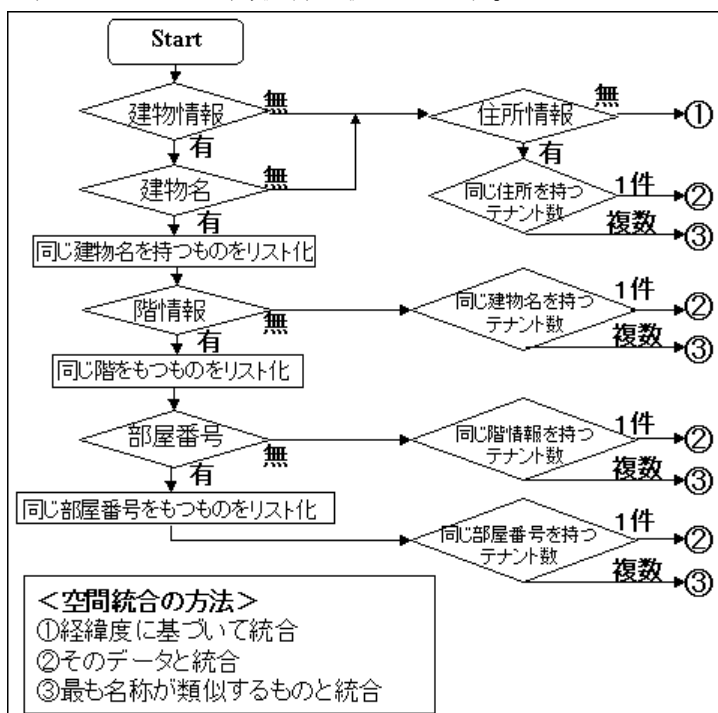 Start
建物情報
無
有
住所情報
無
①
有
建物名
無
有
同じ住所を持つ
テナント数
1件
②
複数
③
同じ建物名を持つものをリスト化
階情報
無
有
同じ建物名を持つ
テナント数
1件
②
複数
③
同じ階をもつものをリスト化
部屋番号
無
有
同じ階情報を持つ
テナント数
1件
②
複数
③
同じ部屋番号をもつものをリスト化
同じ部屋番号を持つ
テナント数
1件
②
複数
③
＜空間統合の方法＞
①経緯度に基づいて統合
②そのデータと統合
③最も名称が類似するものと統合